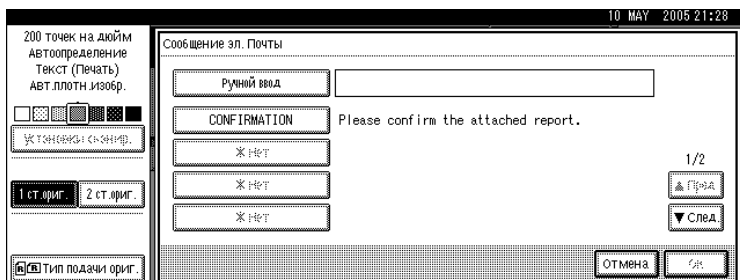 10 MAY 2005 21:28
200 точек на дюйм
Автоопределение
Текст (Печать)
Авт.плотн.изобр.
Установки сканир.
1 ст.ориг. 2 ст.ориг.
Тип подачи ориг.
Сообщение эл. Почты
Ручной ввод
CONFIRMATION Please confirm the attached report.
Ж Нет
Ж Нет
Ж Нет
1/2
▲ Пред.
▼ След.
Отмена
OK